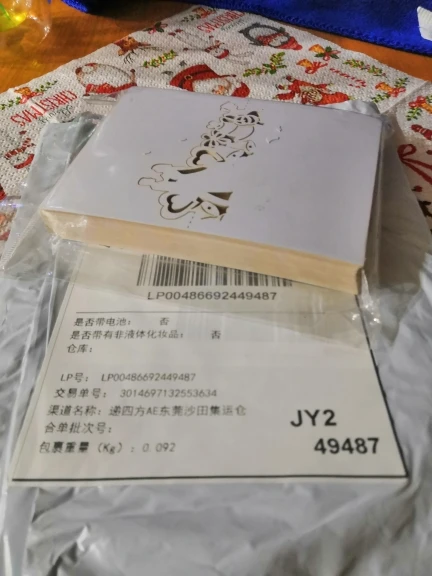 CHRISTMAS
LP00486692449487
是否带电池： 否
是否带有非液体化妆品： 否
仓库：
LP号： LP00486692449487
交易单号： 3014697132553634
渠道名称：递四方AE东莞沙田集运仓
合单批次号：
包裹重量（Kg）：0.092
JY2
49487